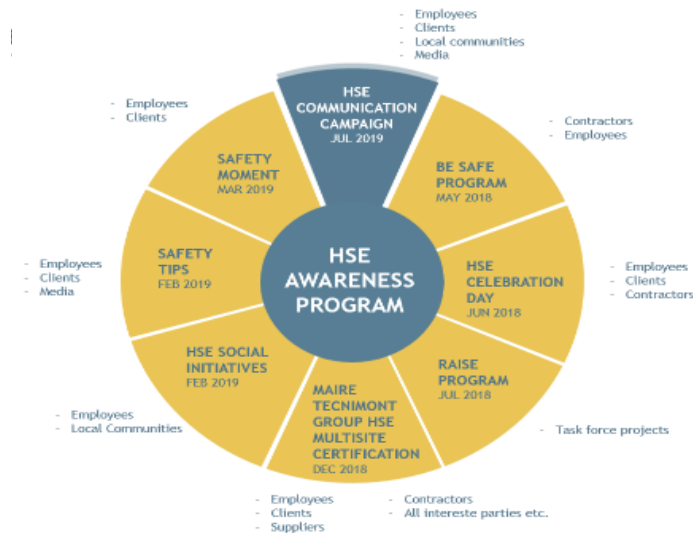 - Employees
- Clients
- Local communities
- Media
HSE
COMMUNICATION
CAMPAIGN
JUL 2019
- Contractors
- Employees
BE SAFE
PROGRAM
MAY 2018
- Employees
- Clients
- Contractors
HSE
CELEBRATION
DAY
JUN 2018
RAISE
PROGRAM
JUL 2018
- Task force projects
MAIRE
TECNIMONT
GROUP HSE
MULTISITE
CERTIFICATION
DEC 2018
- Employees
- Clients
- Suppliers
- Contractors
- All intereste parties etc.
HSE SOCIAL
INITIATIVES
FEB 2019
- Employees
- Local Communities
SAFETY
TIPS
FEB 2019
- Employees
- Clients
- Media
SAFETY
MOMENT
MAR 2019
- Employees
- Clients
HSE
AWARENESS
PROGRAM